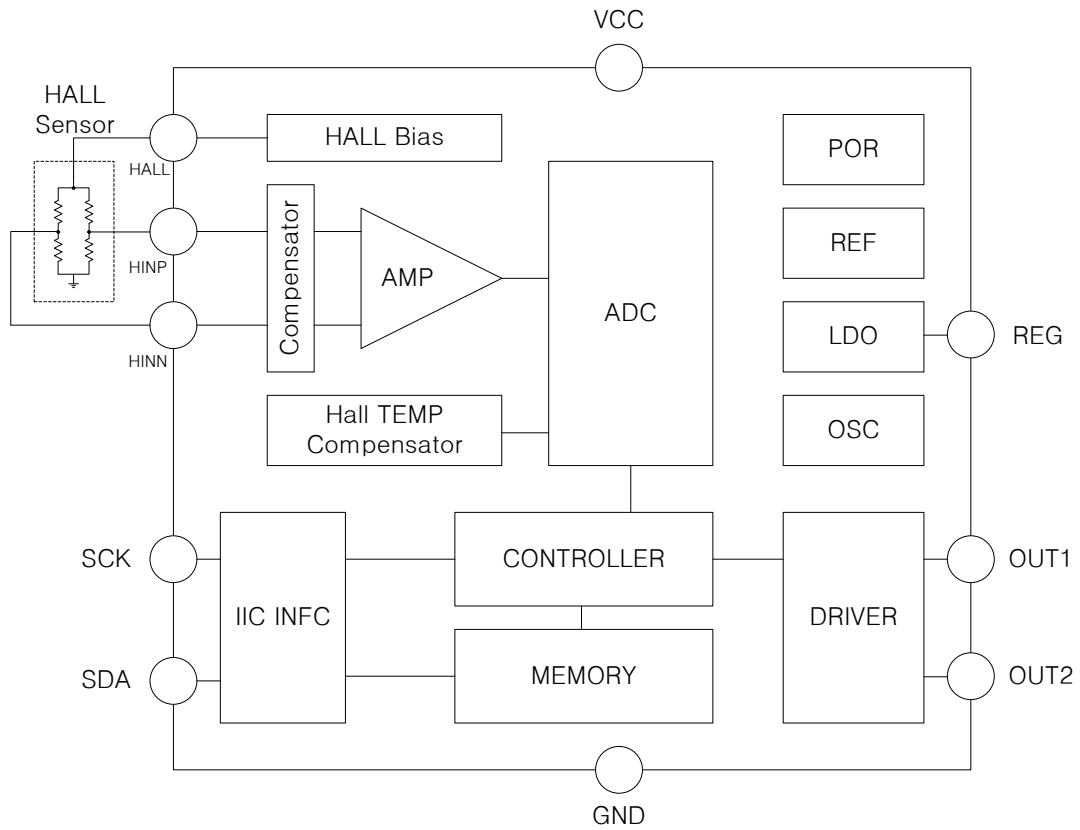 VCC
HALL
Sensor
HALL
HALL Bias
POR
HINP
Compensator
AMP
ADC
REF
HINN
LDO
REG
Hall TEMP
Compensator
OSC
SCK
IIC INFC
CONTROLLER
DRIVER
OUT1
SDA
MEMORY
OUT2
GND